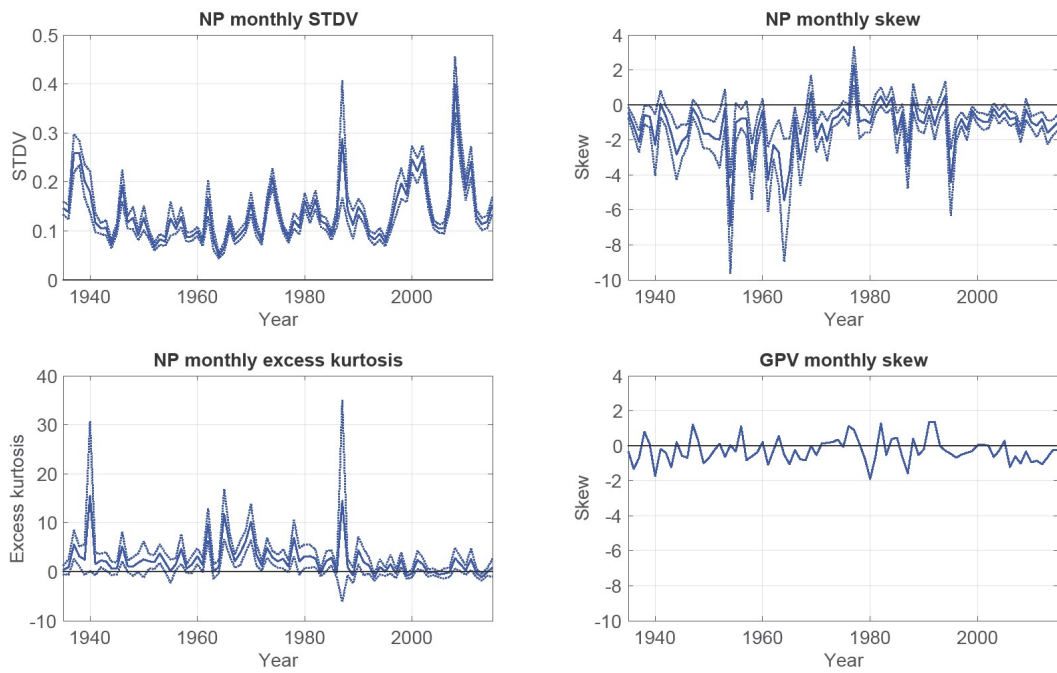 NP monthly STDV
0.5
0.4
0.3
0.2
0.1
0
STDV
1940 1960 1980 2000
Year
NP monthly skew
4
2
0
-2
-4
-6
-8
-10
Skew
1940 1960 1980 2000
Year
NP monthly excess kurtosis
40
30
20
10
0
-10
Excess kurtosis
1940 1960 1980 2000
Year
GPV monthly skew
4
2
0
-2
-4
-6
-8
-10
Skew
1940 1960 1980 2000
Year